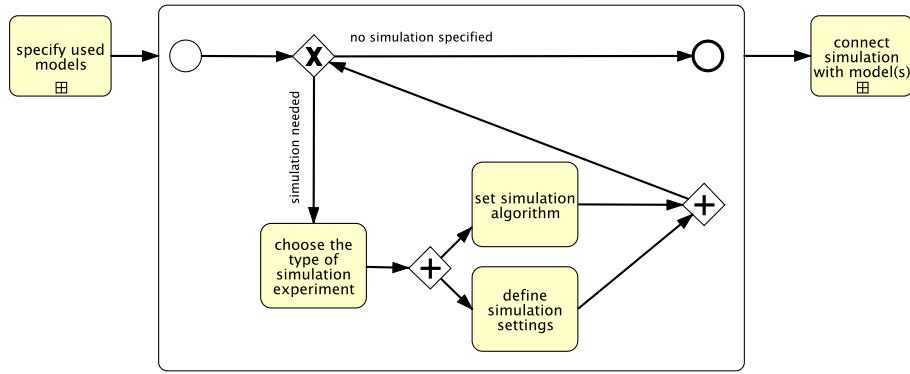 specify used
models
no simulation specified
connect
simulation
with model(s)
simulation needed
set simulation
algorithm
choose the
type of
simulation
experiment
define
simulation
settings